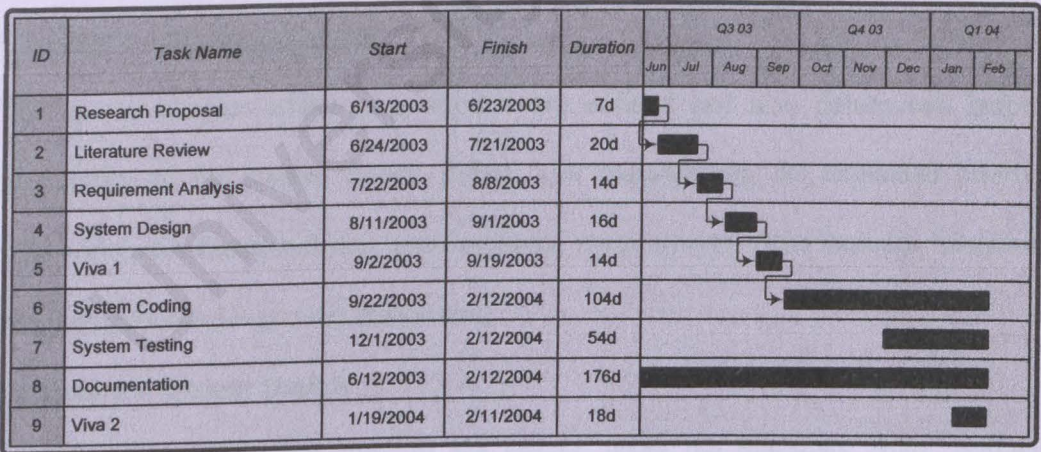 ID Task Name Start Finish Duration Q3 03 Q4 03 Q1 04
Jun Jul Aug Sep Oct Nov Dec Jan Feb
1 Research Proposal 6/13/2003 6/23/2003 7d
2 Literature Review 6/24/2003 7/21/2003 20d
3 Requirement Analysis 7/22/2003 8/8/2003 14d
4 System Design 8/11/2003 9/1/2003 16d
5 Viva 1 9/2/2003 9/19/2003 14d
6 System Coding 9/22/2003 2/12/2004 104d
7 System Testing 12/1/2003 2/12/2004 54d
8 Documentation 6/12/2003 2/12/2004 176d
9 Viva 2 1/19/2004 2/11/2004 18d